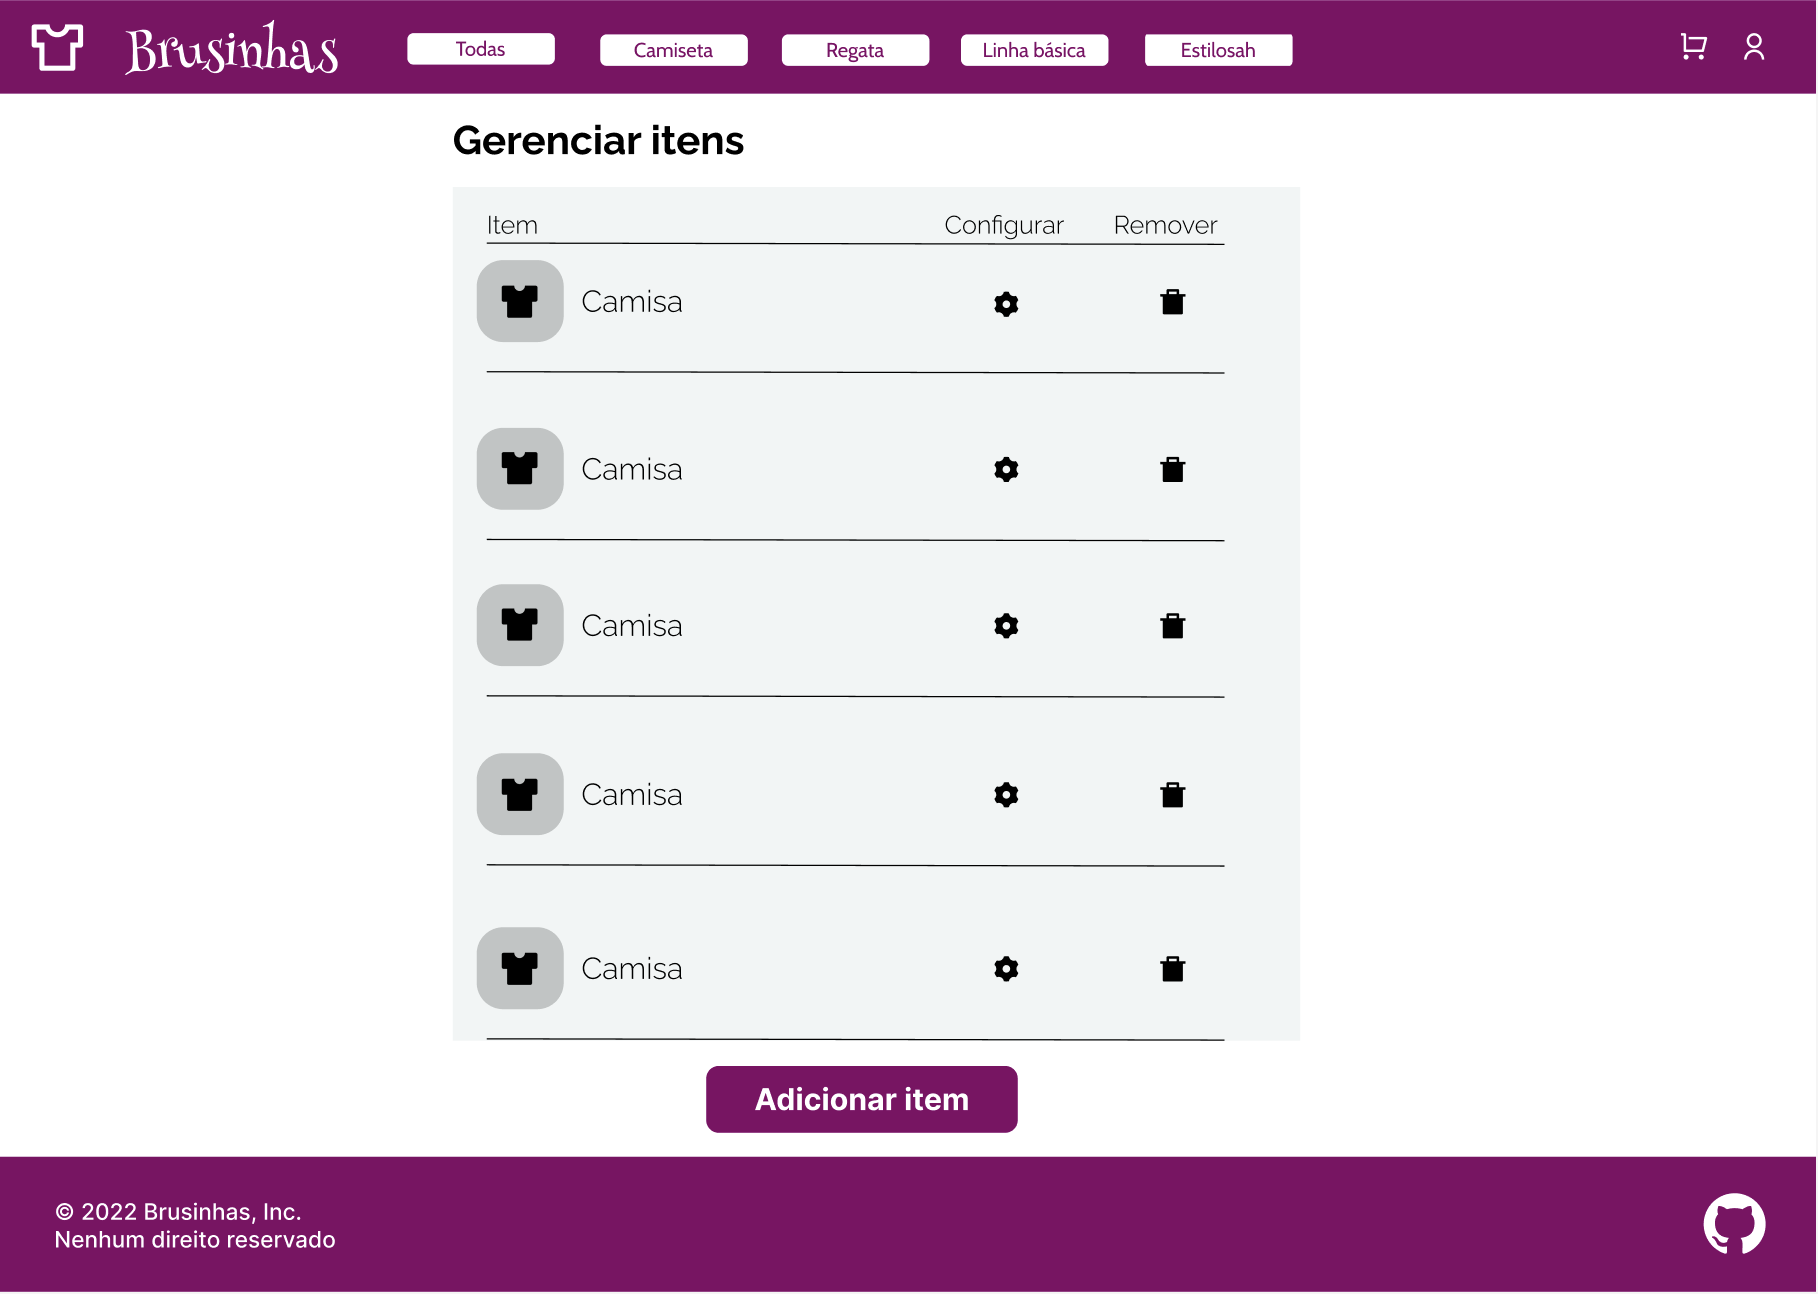 Brusinhas
Todas
Camiseta
Regata
Linha básica
Estilosah
Gerenciar itens
Item
Configurar
Remover
Camisa
Camisa
Camisa
Camisa
Camisa
Adicionar item
© 2022 Brusinhas, Inc.
Nenhum direito reservado